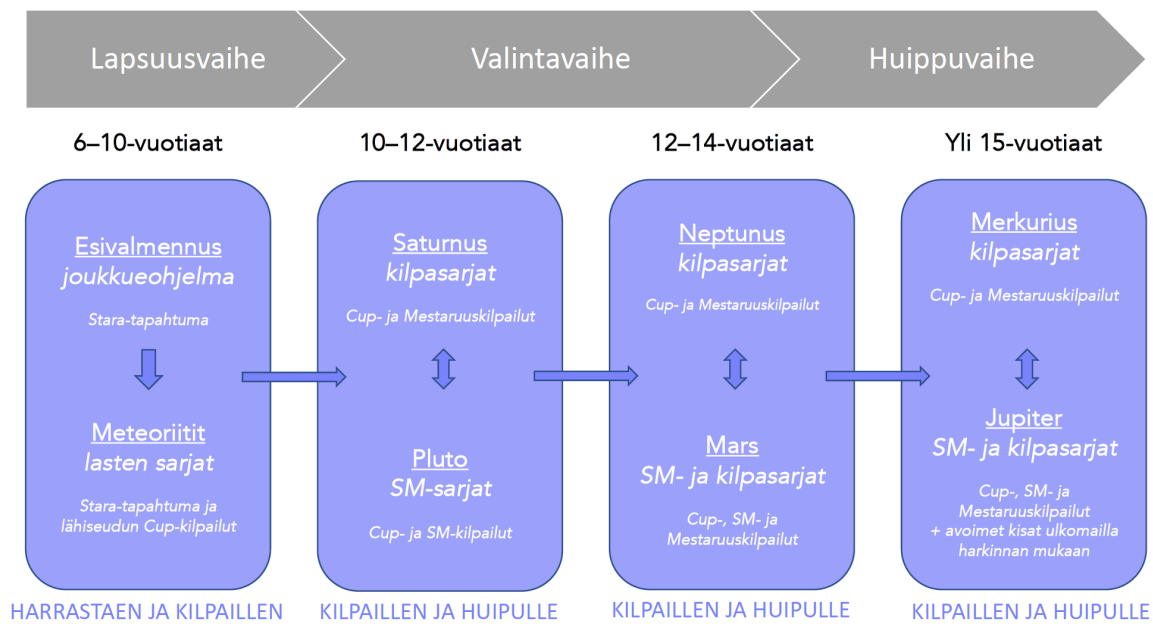 Lapsuusvaihe
Valintavaihe
Huippuvaihe
6–10-vuotiaat
10–12-vuotiaat
12–14-vuotiaat
Yli 15-vuotiaat
Esivalmennus
joukkueohjelma
Stara-tapahtuma
Meteoriitit
lasten sarjat
Stara-tapahtuma ja
lähiseudun Cup-kilpailut
HARRASTAEN JA KILPAILLEN
Saturnus
kilpasarjat
Cup- ja Mestaruuskilpailut
Pluto
SM-sarjat
Cup- ja SM-kilpailut
KILPAILLEN JA HUIPULLE
Neptunus
kilpasarjat
Cup- ja Mestaruuskilpailut
Mars
SM- ja kilpasarjat
Cup-, SM- ja
Mestaruuskilpailut
KILPAILLEN JA HUIPULLE
Merkurius
kilpasarjat
Cup- ja Mestaruuskilpailut
Jupiter
SM- ja kilpasarjat
Cup-, SM- ja
Mestaruuskilpailut
+ avoimet kisat ulkomailla
harkinnan mukaan
KILPAILLEN JA HUIPULLE